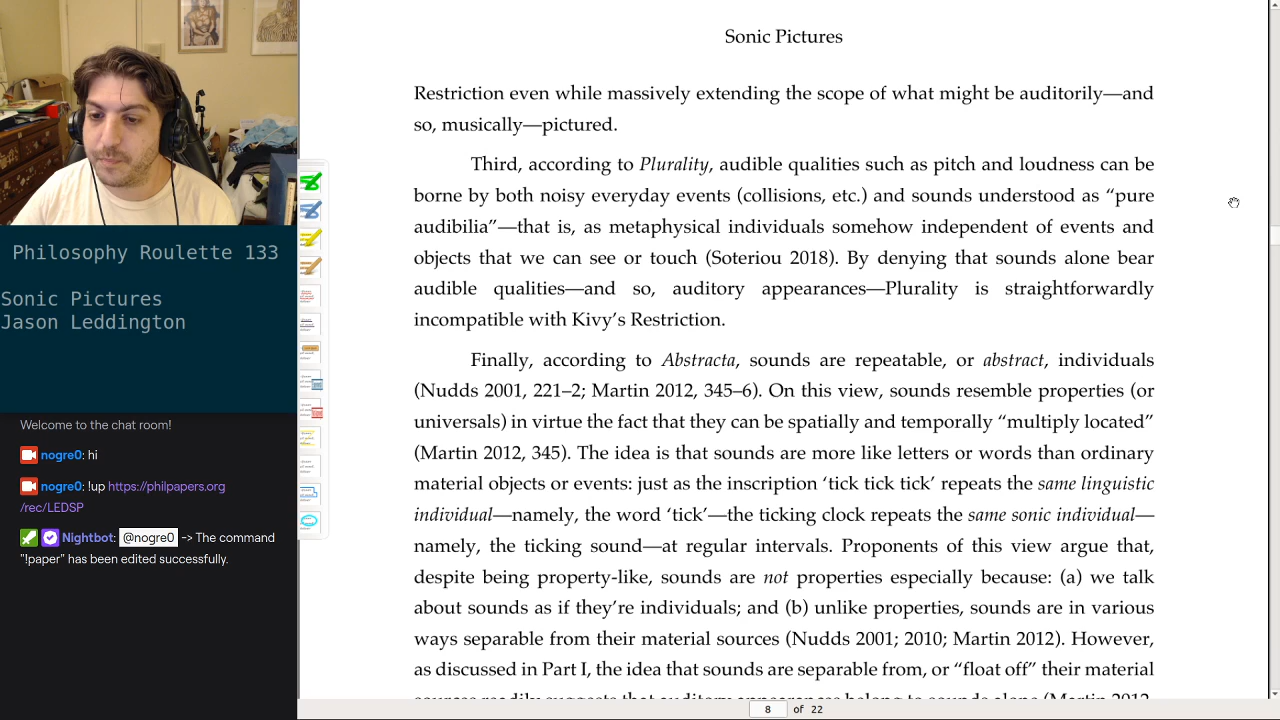 Sonic Pictures
Restriction even while massively extending the scope of what might be auditorily—and
so, musically—pictured.
Third, according to Plurality, audible qualities such as pitch and loudness can be
borne by both noisy everyday events (collisions, etc.) and sounds understood as “pure
audibilia”—that is, as metaphysical individuals somehow independent of events and
objects that we can see or touch (Sorabiou 2018). By denying that sounds alone bear
audible qualities—and so, auditory appearances—Plurality is straightforwardly
incompatible with Kivy’s Restriction.
Finally, according to Abstracta, sounds are repeatable, or abstract, individuals
(Nudds 2001, 221–2; Martin 2012, 345). On this view, sounds resemble properties (or
universals) in virtue of the fact that they can be spatially and temporally multiply located
(Martin 2012, 345). The idea is that sounds are more like letters or words than ordinary
material objects or events: just as the inscription ‘tick tick tick’ repeats the same linguistic
individual—namely, the word ‘tick’—the ticking clock repeats the same sonic individual—
namely, the ticking sound—at regular intervals. Proponents of this view argue that,
despite being property-like, sounds are not properties especially because: (a) we talk
about sounds as if they’re individuals; and (b) unlike properties, sounds are in various
ways separable from their material sources (Nudds 2001; 2010; Martin 2012). However,
as discussed in Part I, the idea that sounds are separable from, or “float off” their material
8 of 22
Philosophy Roulette 133
Sonic Pictures
Jason Leddington
Welcome to the chat room!
nogre0: hi
nogre0: !up https://philpapers.org
/rec/LEDSP
Nightbot: @nogre0 -> The command
"!paper" has been edited successfully.